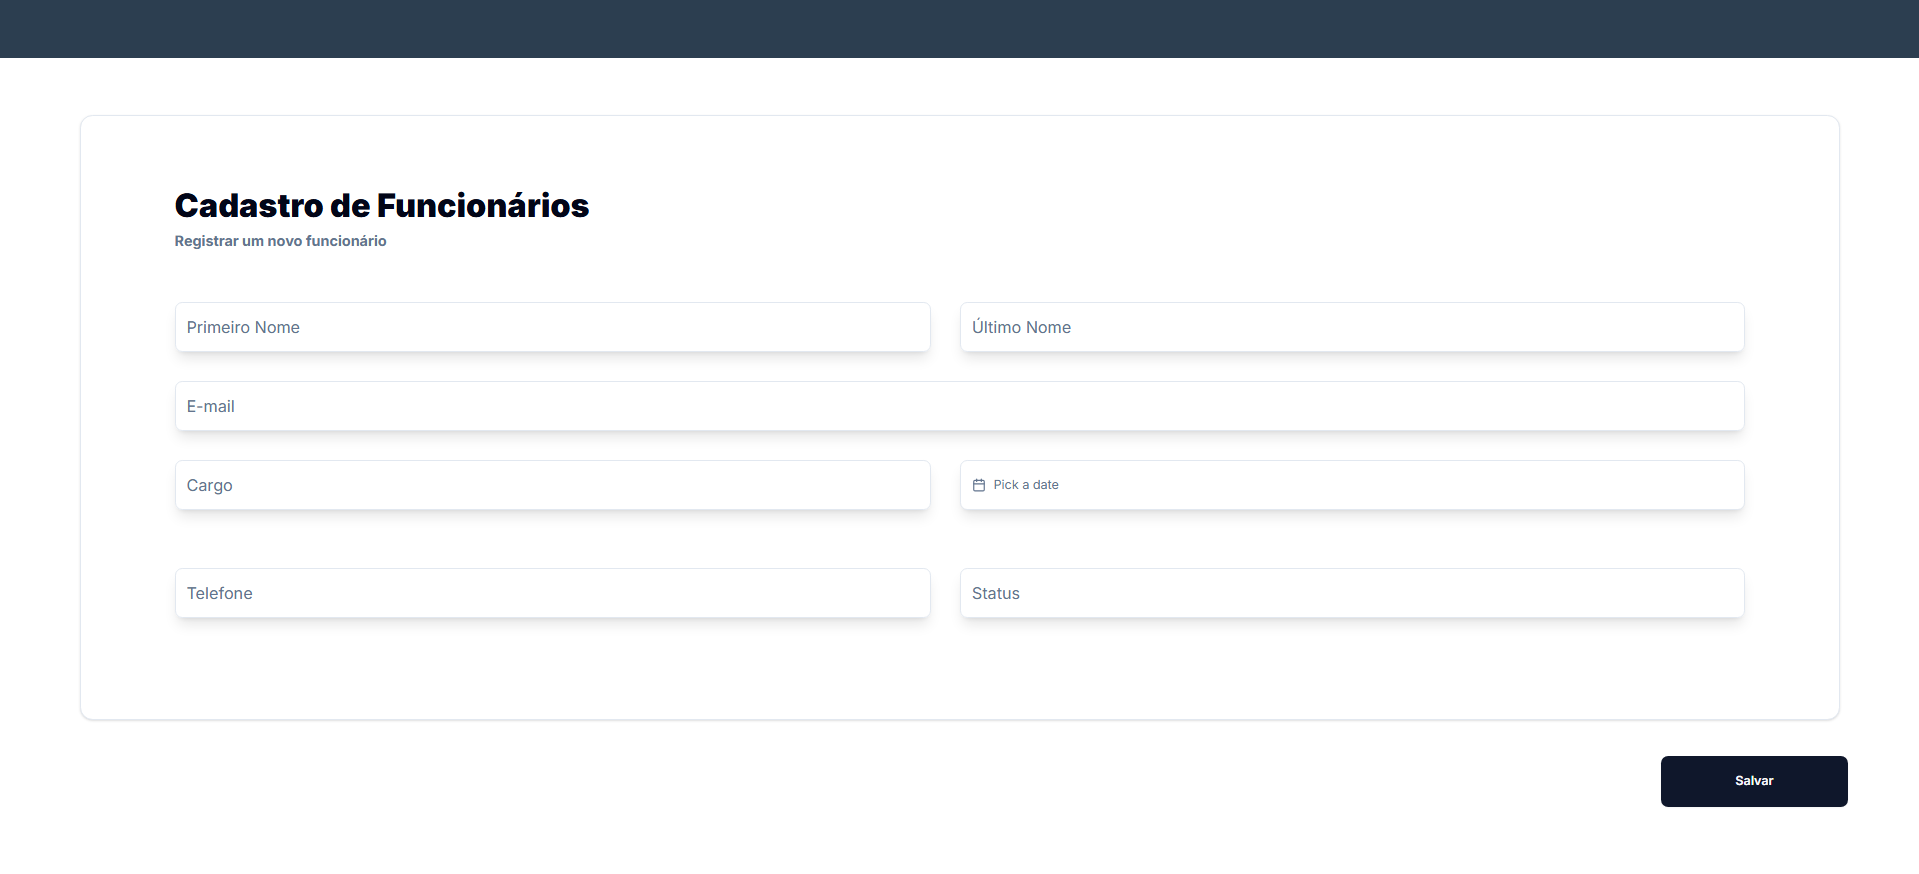 Cadastro de Funcionários
Registrar um novo funcionário
Primeiro Nome
Último Nome
E-mail
Cargo
Pick a date
Telefone
Status
Salvar